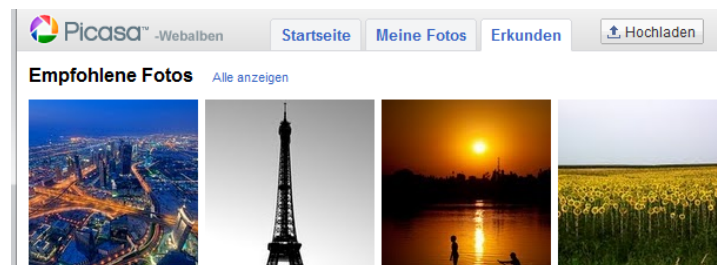 Picasa™ -Webalben Startseite Meine Fotos Erkunden Hochladen
Empfohlene Fotos Alle anzeigen